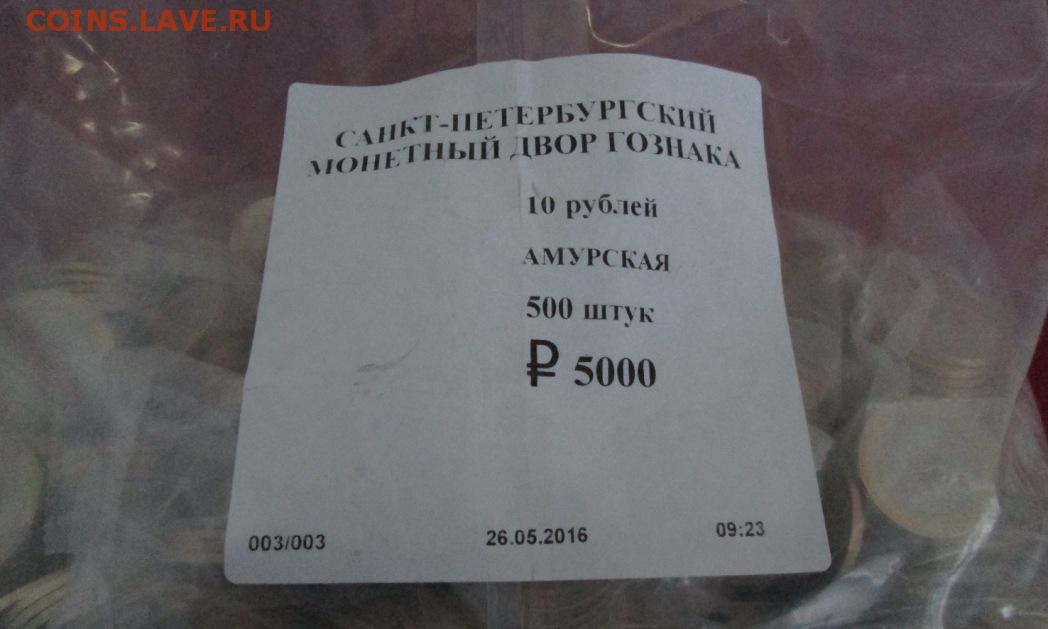 COINS.LAVE.RU
САНКТ-ПЕТЕРБУРГСКИЙ
МОНЕТНЫЙ ДВОР ГОЗНАКА
10 рублей
АМУРСКАЯ
500 штук
₽ 5000
003/003 26.05.2016 09:23